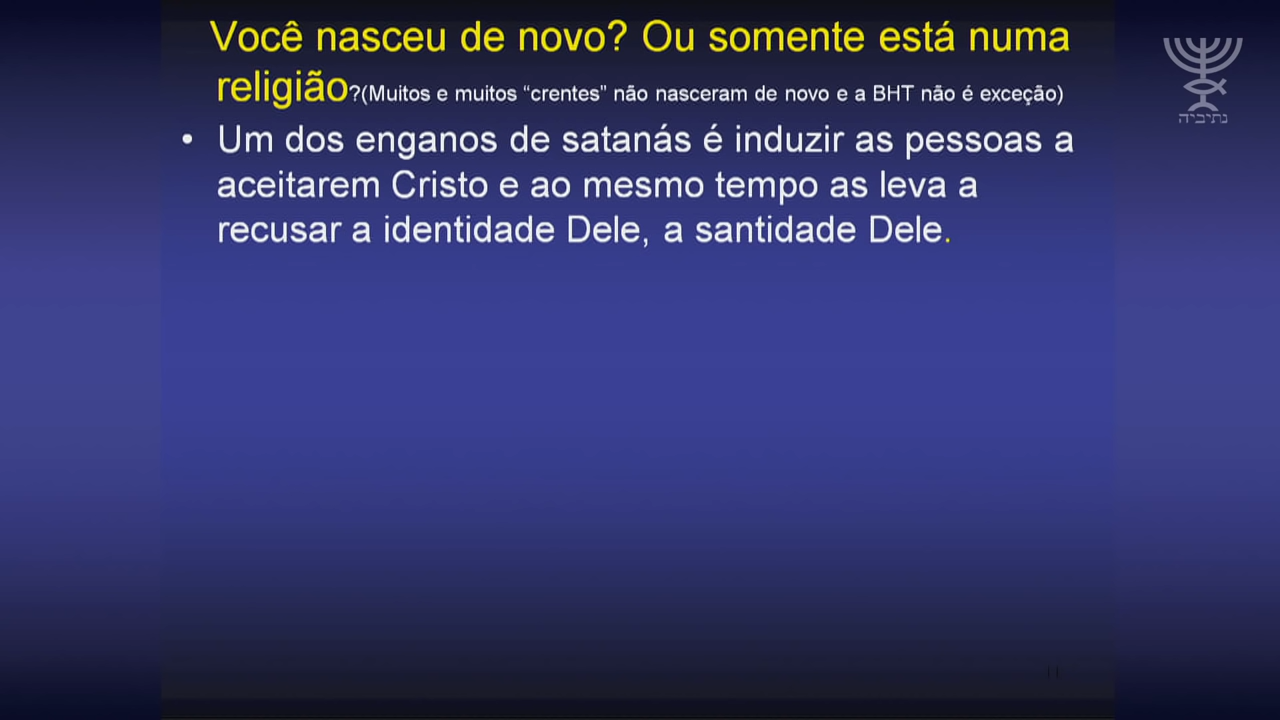 Você nasceu de novo? Ou somente está numa
religião?(Muitos e muitos “crentes” não nasceram de novo e a BHT não é exceção)
• Um dos enganos de satanás é induzir as pessoas a
aceitarem Cristo e ao mesmo tempo as leva a
recusar a identidade Dele, a santidade Dele.
נתיביה
11